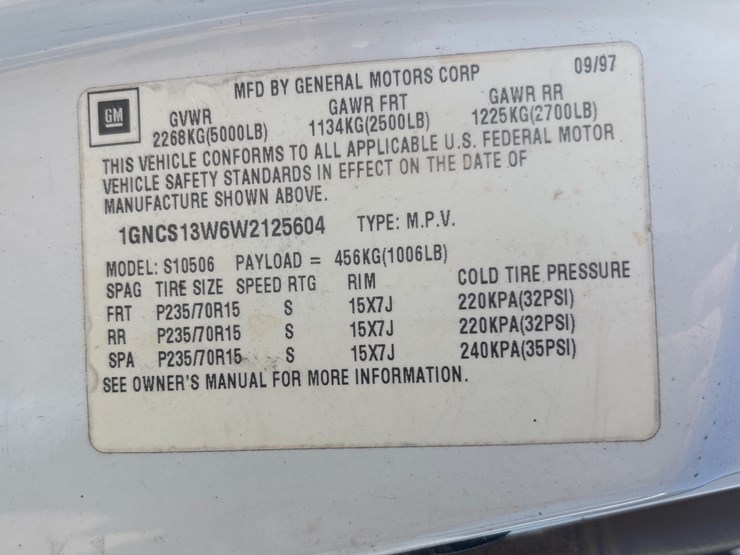 GM
MFD BY GENERAL MOTORS CORP 09/97
GVWR GAWR FRT GAWR RR
2268KG(5000LB) 1134KG(2500LB) 1225KG(2700LB)
THIS VEHICLE CONFORMS TO ALL APPLICABLE U.S. FEDERAL MOTOR
VEHICLE SAFETY STANDARDS IN EFFECT ON THE DATE OF
MANUFACTURE SHOWN ABOVE.
1GNCS13W6W2125604 TYPE: M.P.V.
MODEL: S10506 PAYLOAD = 456KG(1006LB)
SPAG TIRE SIZE SPEED RTG RIM COLD TIRE PRESSURE
FRT P235/70R15 S 15X7J 220KPA(32PSI)
RR P235/70R15 S 15X7J 220KPA(32PSI)
SPA P235/70R15 S 15X7J 240KPA(35PSI)
SEE OWNER'S MANUAL FOR MORE INFORMATION.